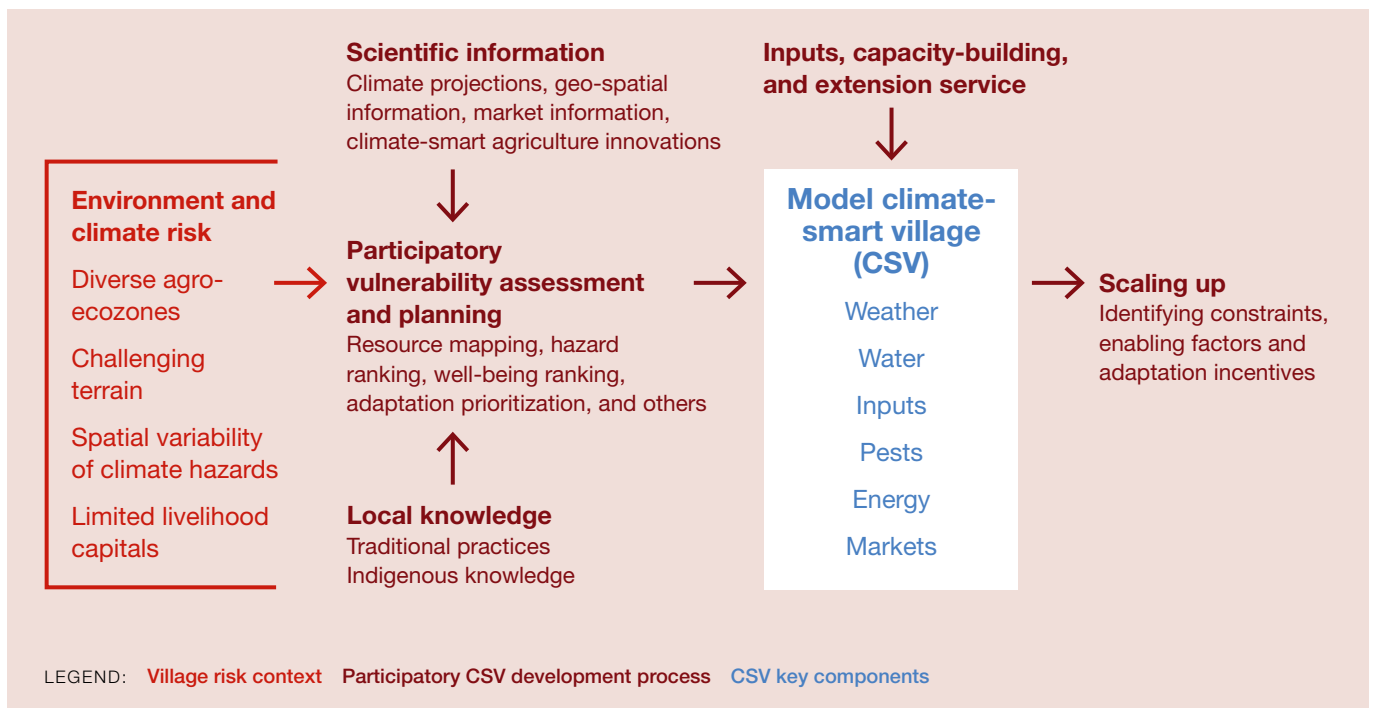 Scientific information
Climate projections, geo-spatial
information, market information,
climate-smart agriculture innovations
Inputs, capacity-building,
and extension service
Environment and
climate risk
Diverse agro-
ecozones
Challenging
terrain
Spatial variability
of climate hazards
Limited livelihood
capitals
Participatory
vulnerability assessment
and planning
Resource mapping, hazard
ranking, well-being ranking,
adaptation prioritization, and others
Local knowledge
Traditional practices
Indigenous knowledge
Model climate-
smart village
(CSV)
Weather
Water
Inputs
Pests
Energy
Markets
Scaling up
Identifying constraints,
enabling factors and
adaptation incentives
LEGEND: Village risk context Participatory CSV development process CSV key components